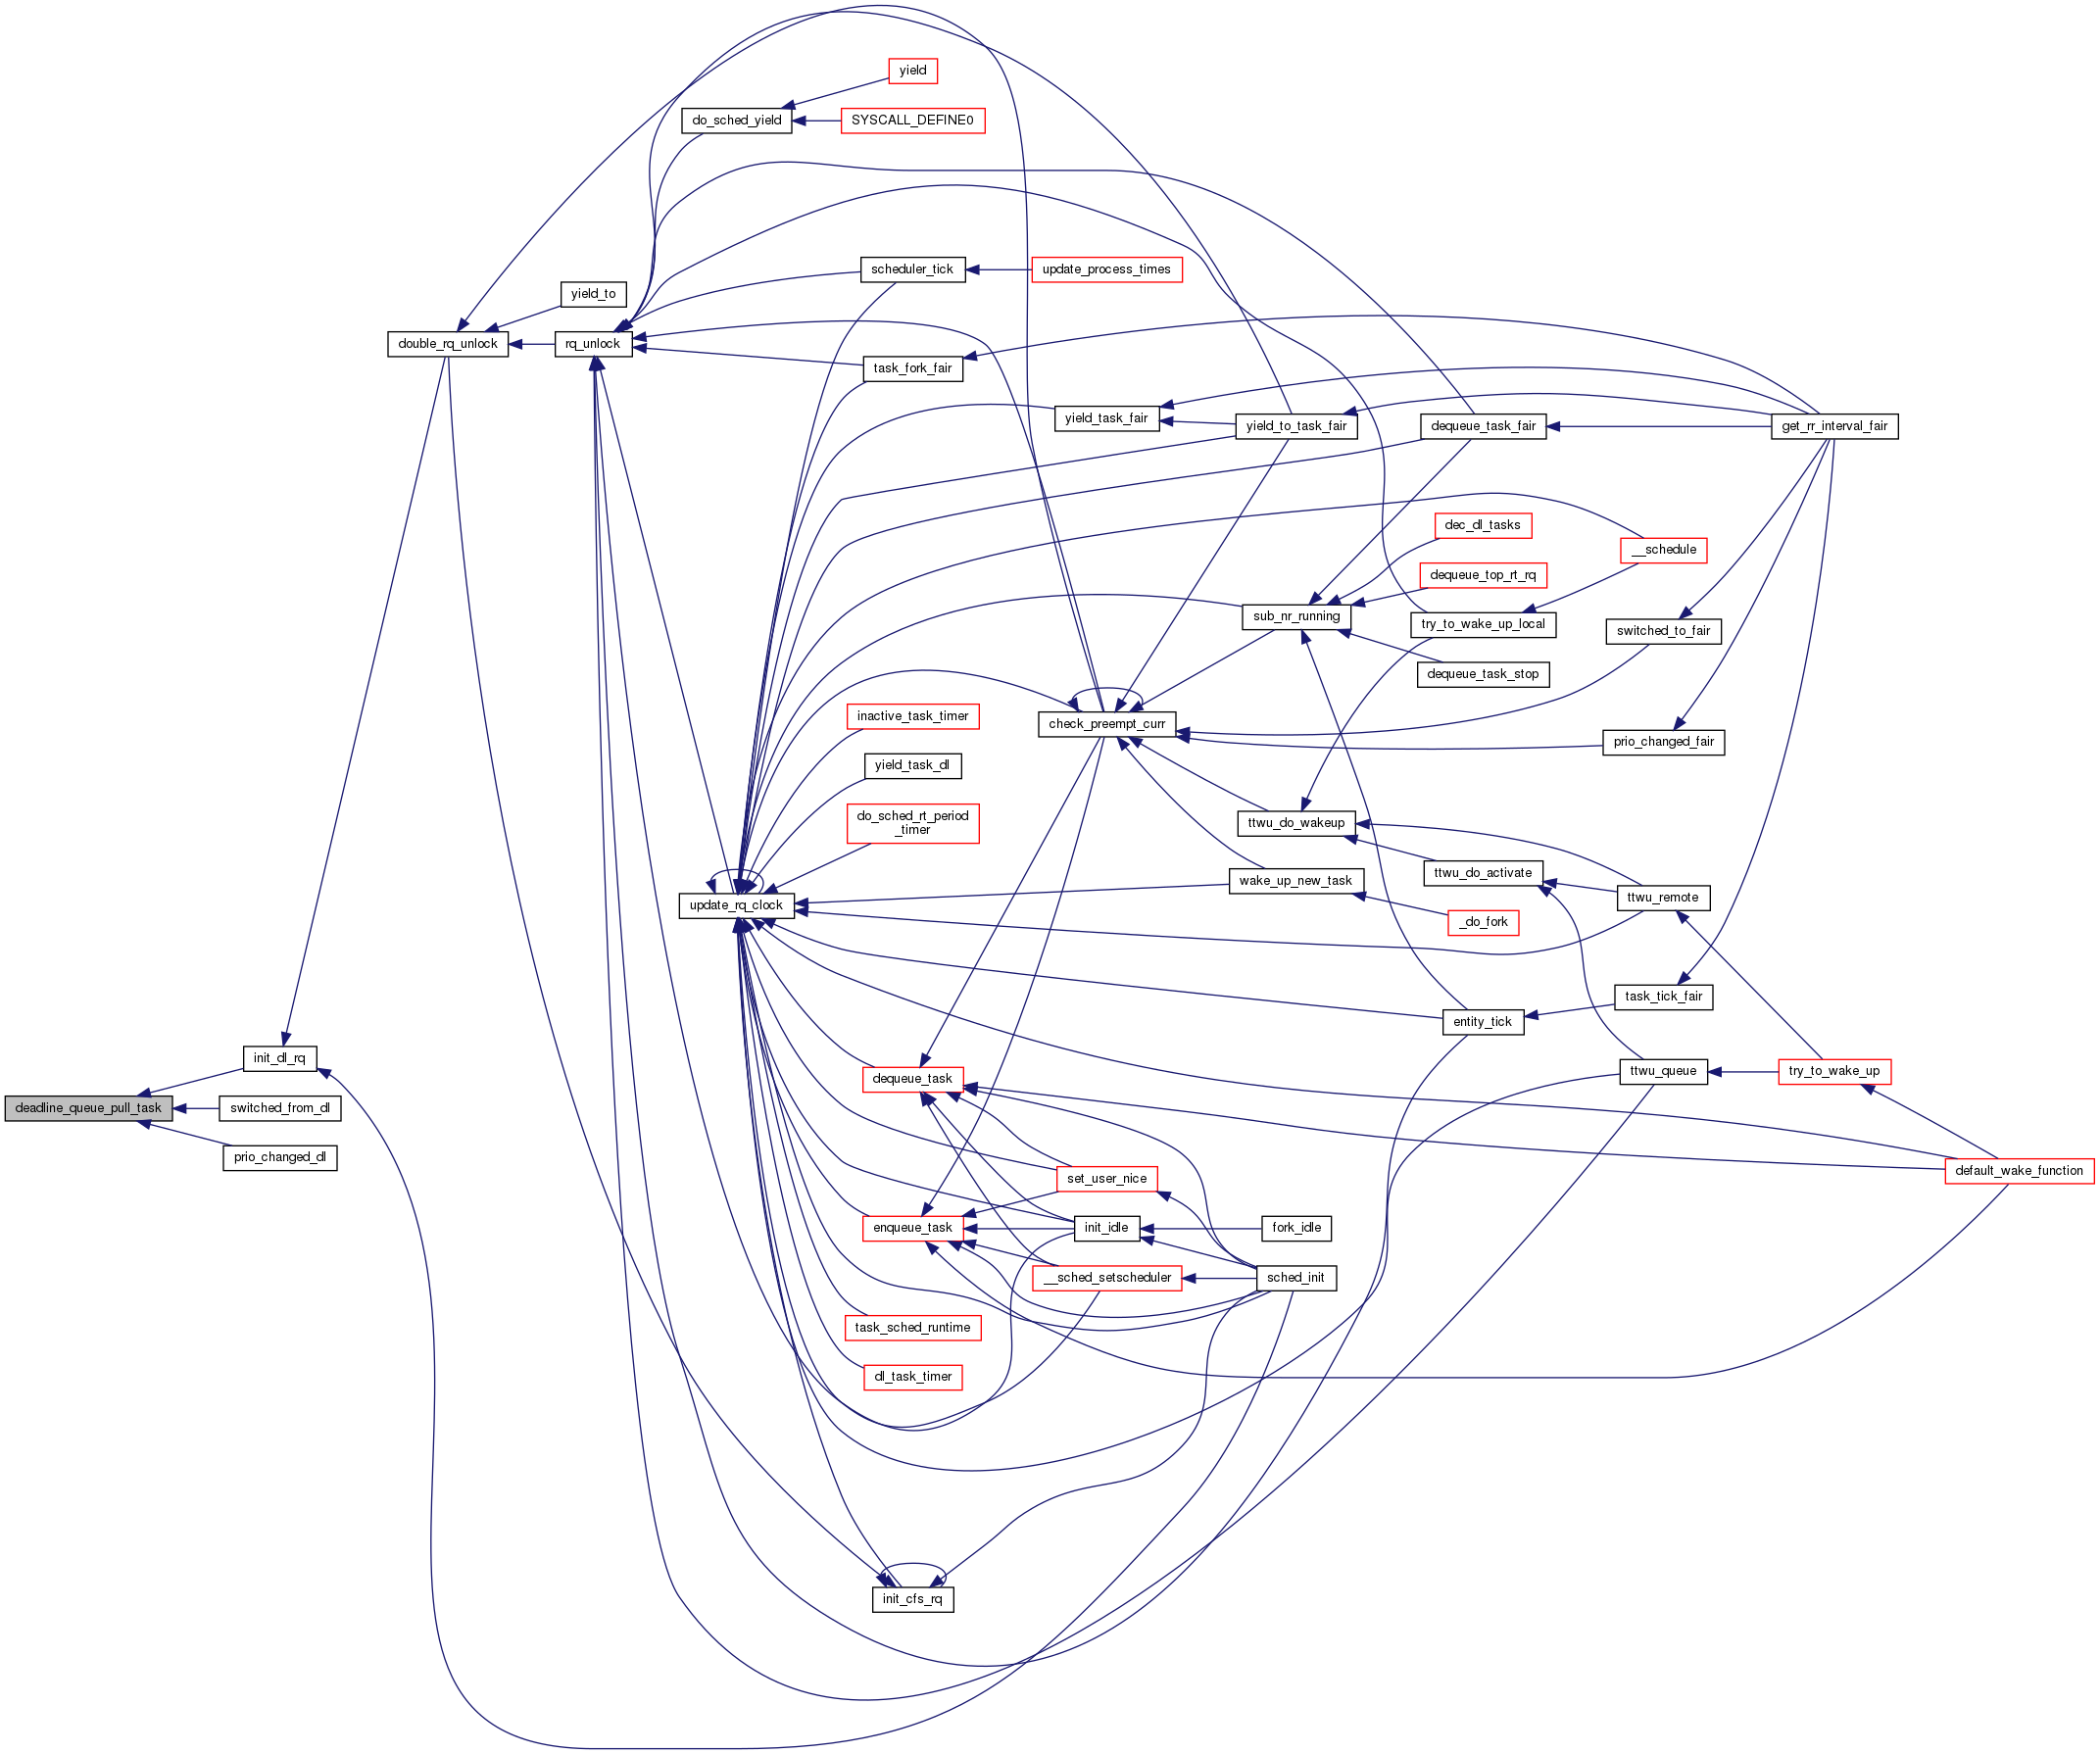 yield
do_sched_yield
SYSCALL_DEFINE0
scheduler_tick
update_process_times
yield_to
double_rq_unlock
rq_unlock
task_fork_fair
yield_task_fair
yield_to_task_fair
dequeue_task_fair
get_rr_interval_fair
dec_dl_tasks
__schedule
dequeue_top_rt_rq
sub_nr_running
try_to_wake_up_local
switched_to_fair
dequeue_task_stop
inactive_task_timer
check_preempt_curr
prio_changed_fair
yield_task_dl
do_sched_rt_period
_timer
ttwu_do_wakeup
ttwu_do_activate
wake_up_new_task
update_rq_clock
ttwu_remote
_do_fork
task_tick_fair
entity_tick
init_dl_rq
dequeue_task
ttwu_queue
try_to_wake_up
deadline_queue_pull_task
switched_from_dl
prio_changed_dl
set_user_nice
default_wake_function
enqueue_task
init_idle
fork_idle
__sched_setscheduler
sched_init
task_sched_runtime
dl_task_timer
init_cfs_rq